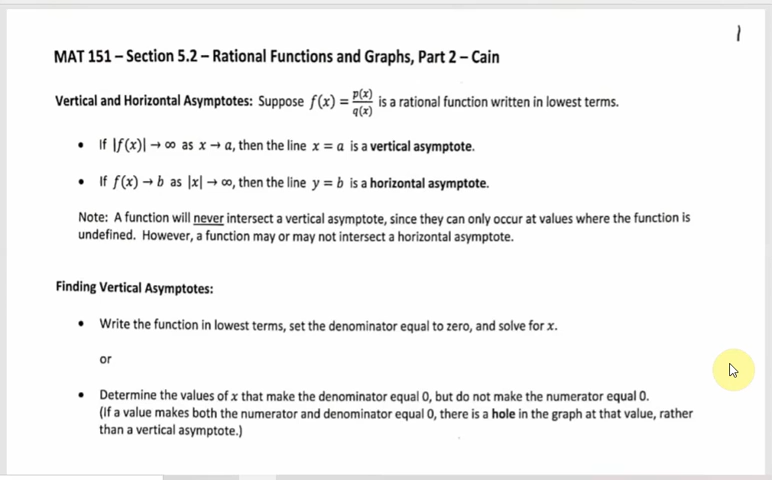 1
MAT 151 – Section 5.2 – Rational Functions and Graphs, Part 2 – Cain
Vertical and Horizontal Asymptotes: Suppose f(x) = p(x)/q(x) is a rational function written in lowest terms.
• If |f(x)| → ∞ as x → a, then the line x = a is a vertical asymptote.
• If f(x) → b as |x| → ∞, then the line y = b is a horizontal asymptote.
Note: A function will never intersect a vertical asymptote, since they can only occur at values where the function is
undefined. However, a function may or may not intersect a horizontal asymptote.
Finding Vertical Asymptotes:
• Write the function in lowest terms, set the denominator equal to zero, and solve for x.
or
• Determine the values of x that make the denominator equal 0, but do not make the numerator equal 0.
(If a value makes both the numerator and denominator equal 0, there is a hole in the graph at that value, rather
than a vertical asymptote.)